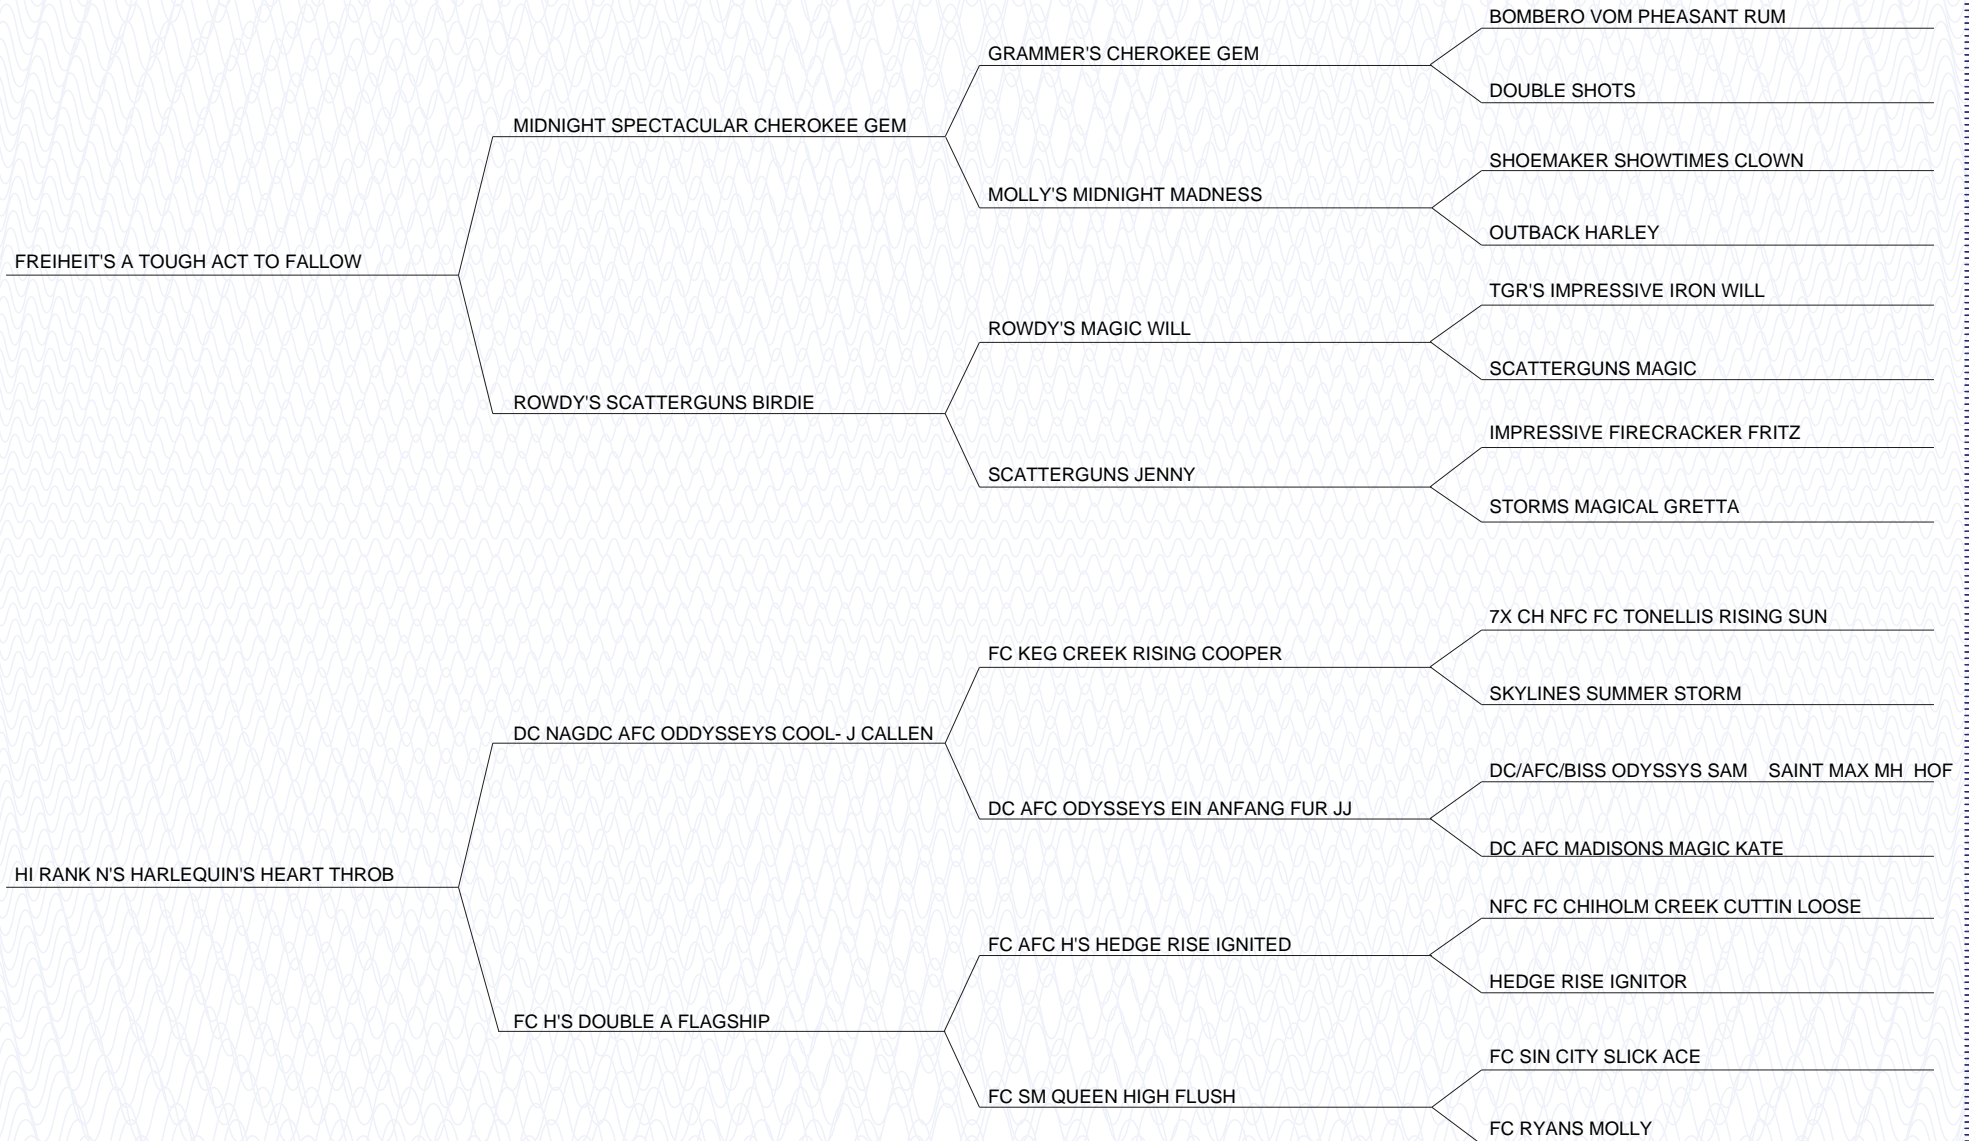 BOMBERO VOM PHEASANT RUM
GRAMMER'S CHEROKEE GEM
DOUBLE SHOTS
MIDNIGHT SPECTACULAR CHEROKEE GEM
SHOEMAKER SHOWTIMES CLOWN
MOLLY'S MIDNIGHT MADNESS
OUTBACK HARLEY
FREIHEIT'S A TOUGH ACT TO FALLOW
TGR'S IMPRESSIVE IRON WILL
ROWDY'S MAGIC WILL
SCATTERGUNS MAGIC
ROWDY'S SCATTERGUNS BIRDIE
IMPRESSIVE FIRECRACKER FRITZ
SCATTERGUNS JENNY
STORMS MAGICAL GRETTA
7X CH NFC FC TONELLIS RISING SUN
FC KEG CREEK RISING COOPER
SKYLINES SUMMER STORM
DC NAGDC AFC ODDYSSEYS COOL- J CALLEN
DC/AFC/BISS ODYSSYS SAM SAINT MAX MH HOF
DC AFC ODYSSEYS EIN ANFANG FUR JJ
DC AFC MADISONS MAGIC KATE
HI RANK N'S HARLEQUIN'S HEART THROB
NFC FC CHIHOLM CREEK CUTTIN LOOSE
FC AFC H'S HEDGE RISE IGNITED
HEDGE RISE IGNITOR
FC H'S DOUBLE A FLAGSHIP
FC SIN CITY SLICK ACE
FC SM QUEEN HIGH FLUSH
FC RYANS MOLLY